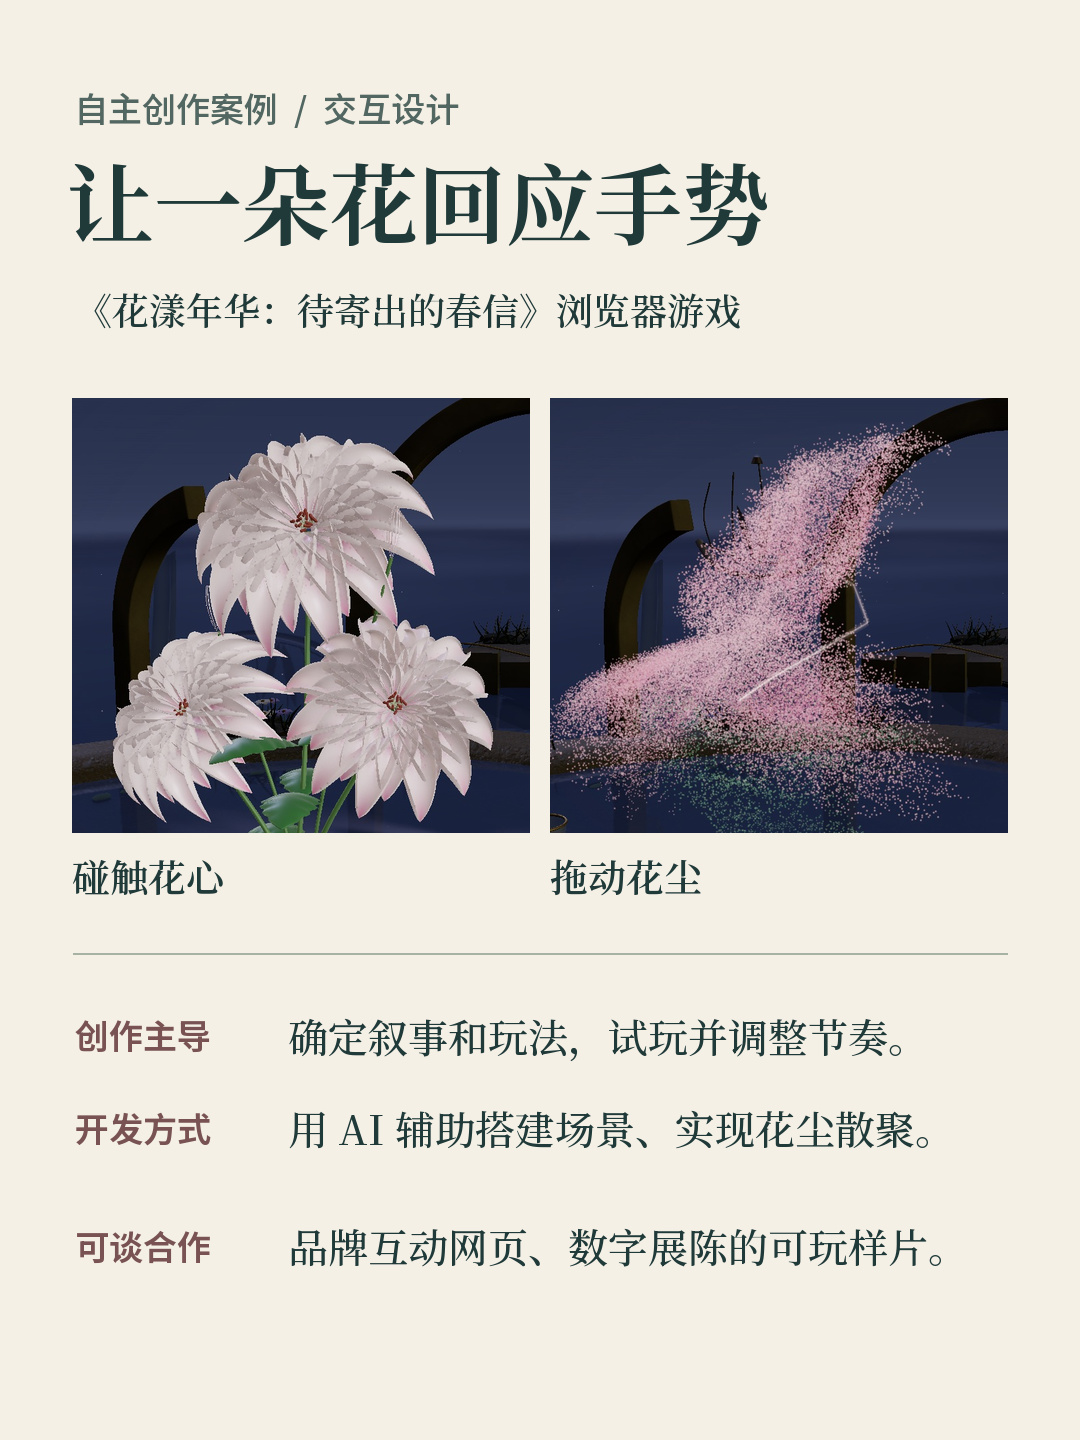 自主创作案例 / 交互设计
让一朵花回应手势
《花漾年华：待寄出的春信》浏览器游戏
碰触花心
拖动花尘
创作主导 确定叙事和玩法，试玩并调整节奏。
开发方式 用 AI 辅助搭建场景、实现花尘散聚。
可谈合作 品牌互动网页、数字展陈的可玩样片。